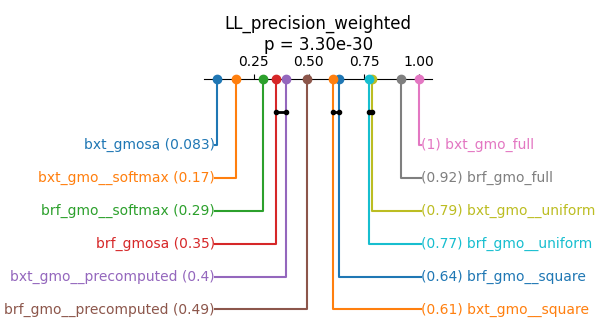 LL_precision_weighted
p = 3.30e-30
0.25 0.50 0.75 1.00
bxt_gmosa (0.083)
(1) bxt_gmo_full
bxt_gmo__softmax (0.17)
(0.92) brf_gmo_full
brf_gmo__softmax (0.29)
(0.79) bxt_gmo__uniform
brf_gmosa (0.35)
(0.77) brf_gmo__uniform
bxt_gmo__precomputed (0.4)
(0.64) brf_gmo__square
brf_gmo__precomputed (0.49)
(0.61) bxt_gmo__square